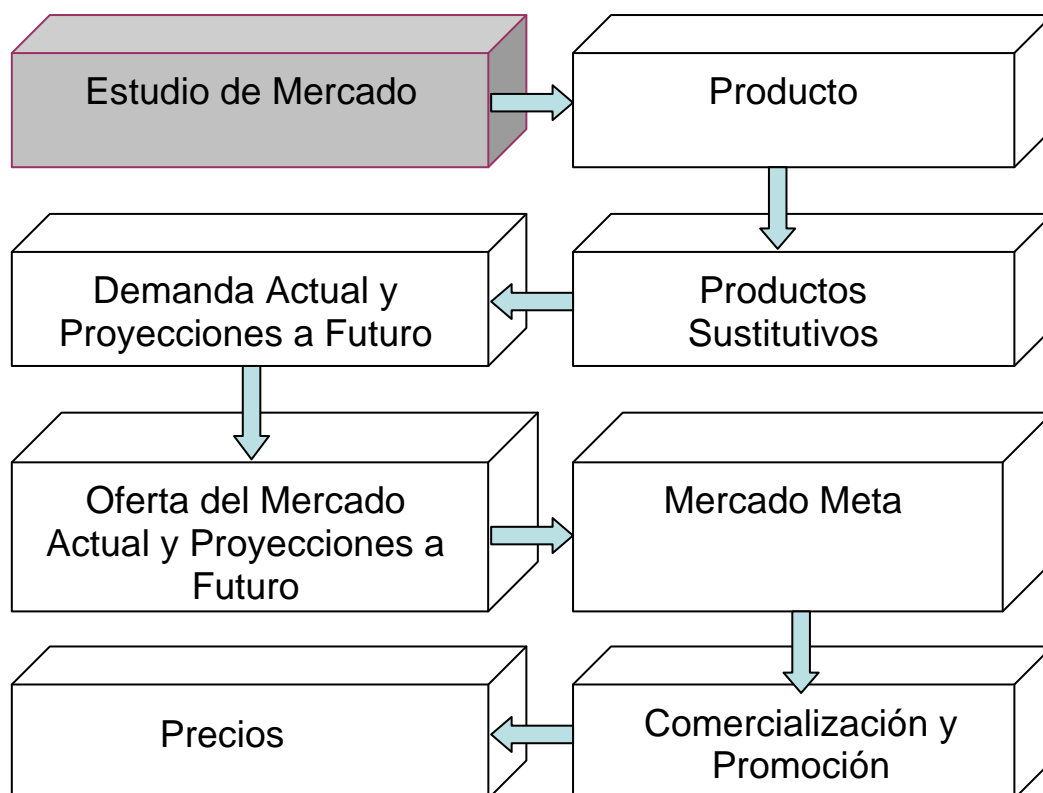 Estudio de Mercado
Producto
Productos
Sustitutivos
Demanda Actual y
Proyecciones a Futuro
Oferta del Mercado
Actual y Proyecciones a
Futuro
Mercado Meta
Comercialización y
Promoción
Precios